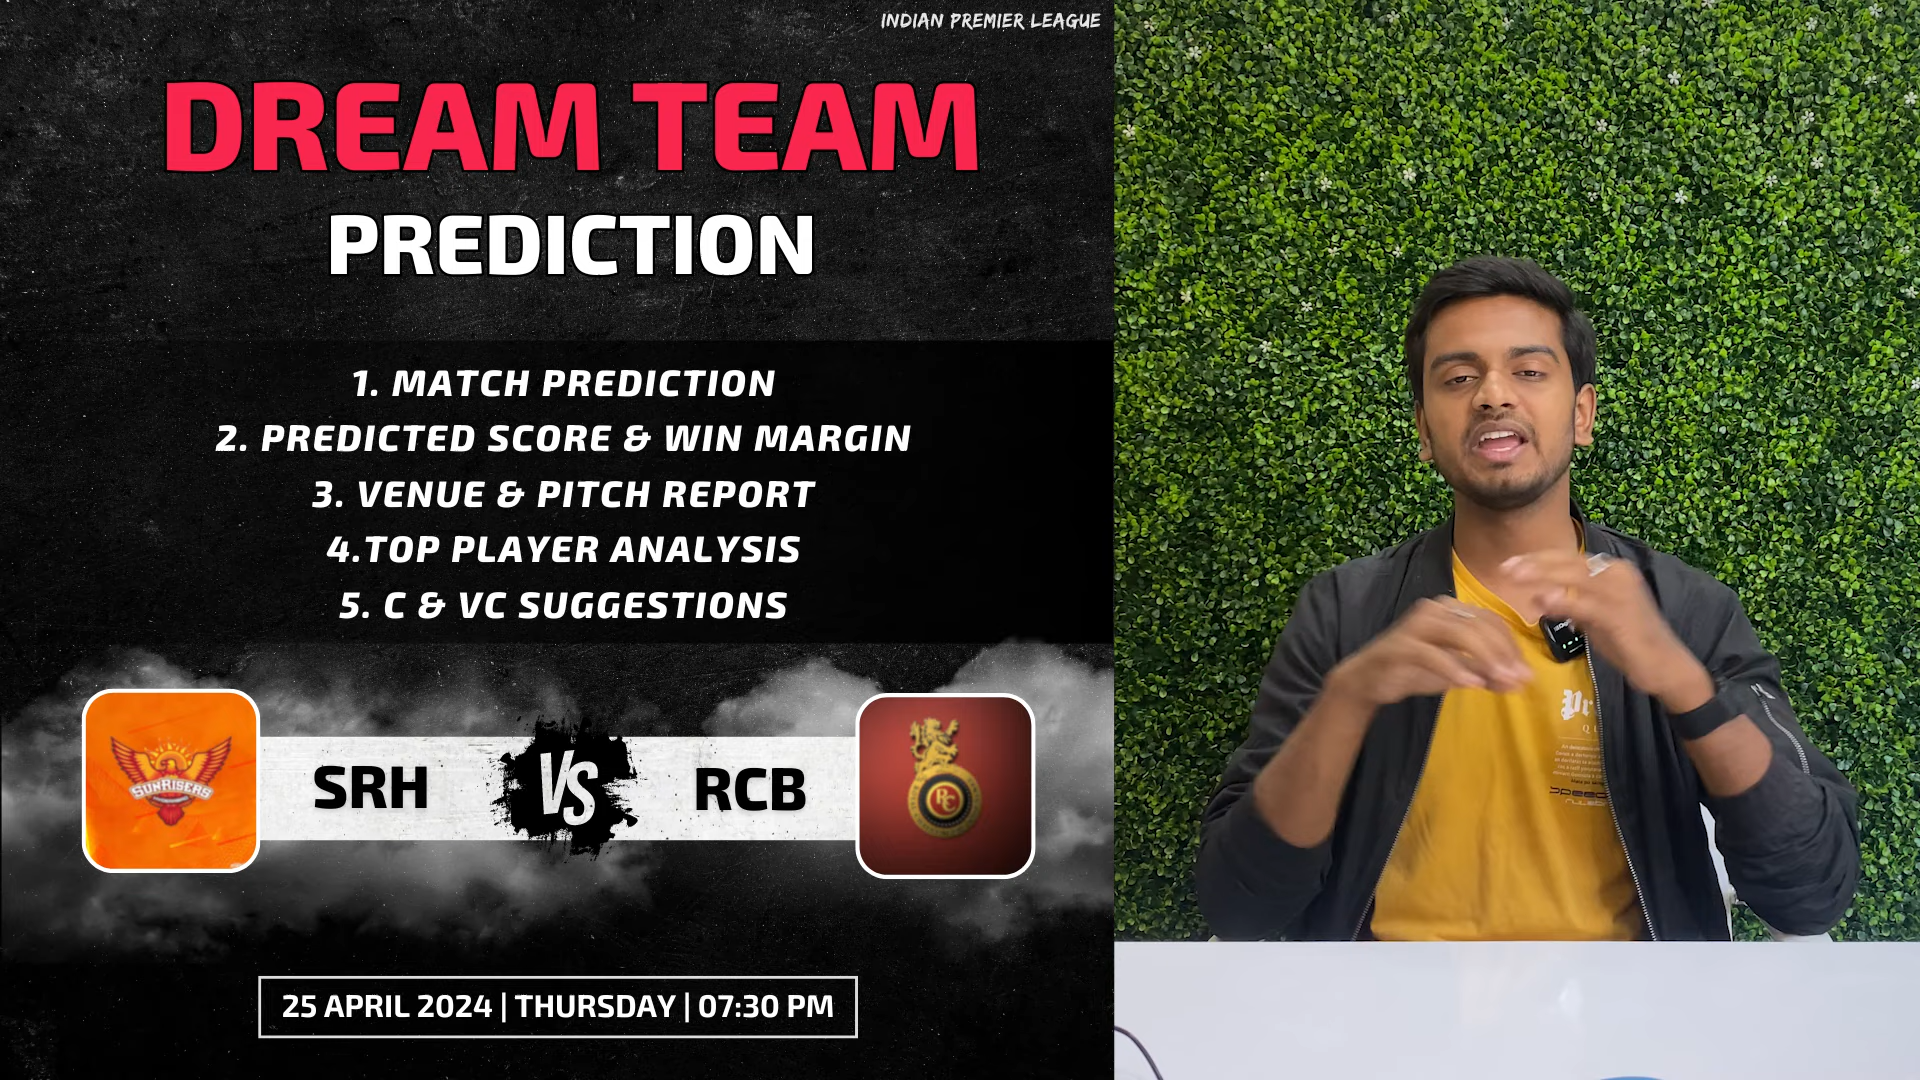 INDIAN PREMIER LEAGUE
DREAM TEAM
PREDICTION
1. MATCH PREDICTION
2. PREDICTED SCORE & WIN MARGIN
3. VENUE & PITCH REPORT
4.TOP PLAYER ANALYSIS
5. C & VC SUGGESTIONS
SUNRISERS
SRH
VS
RCB
RC
25 APRIL 2024 | THURSDAY | 07:30 PM